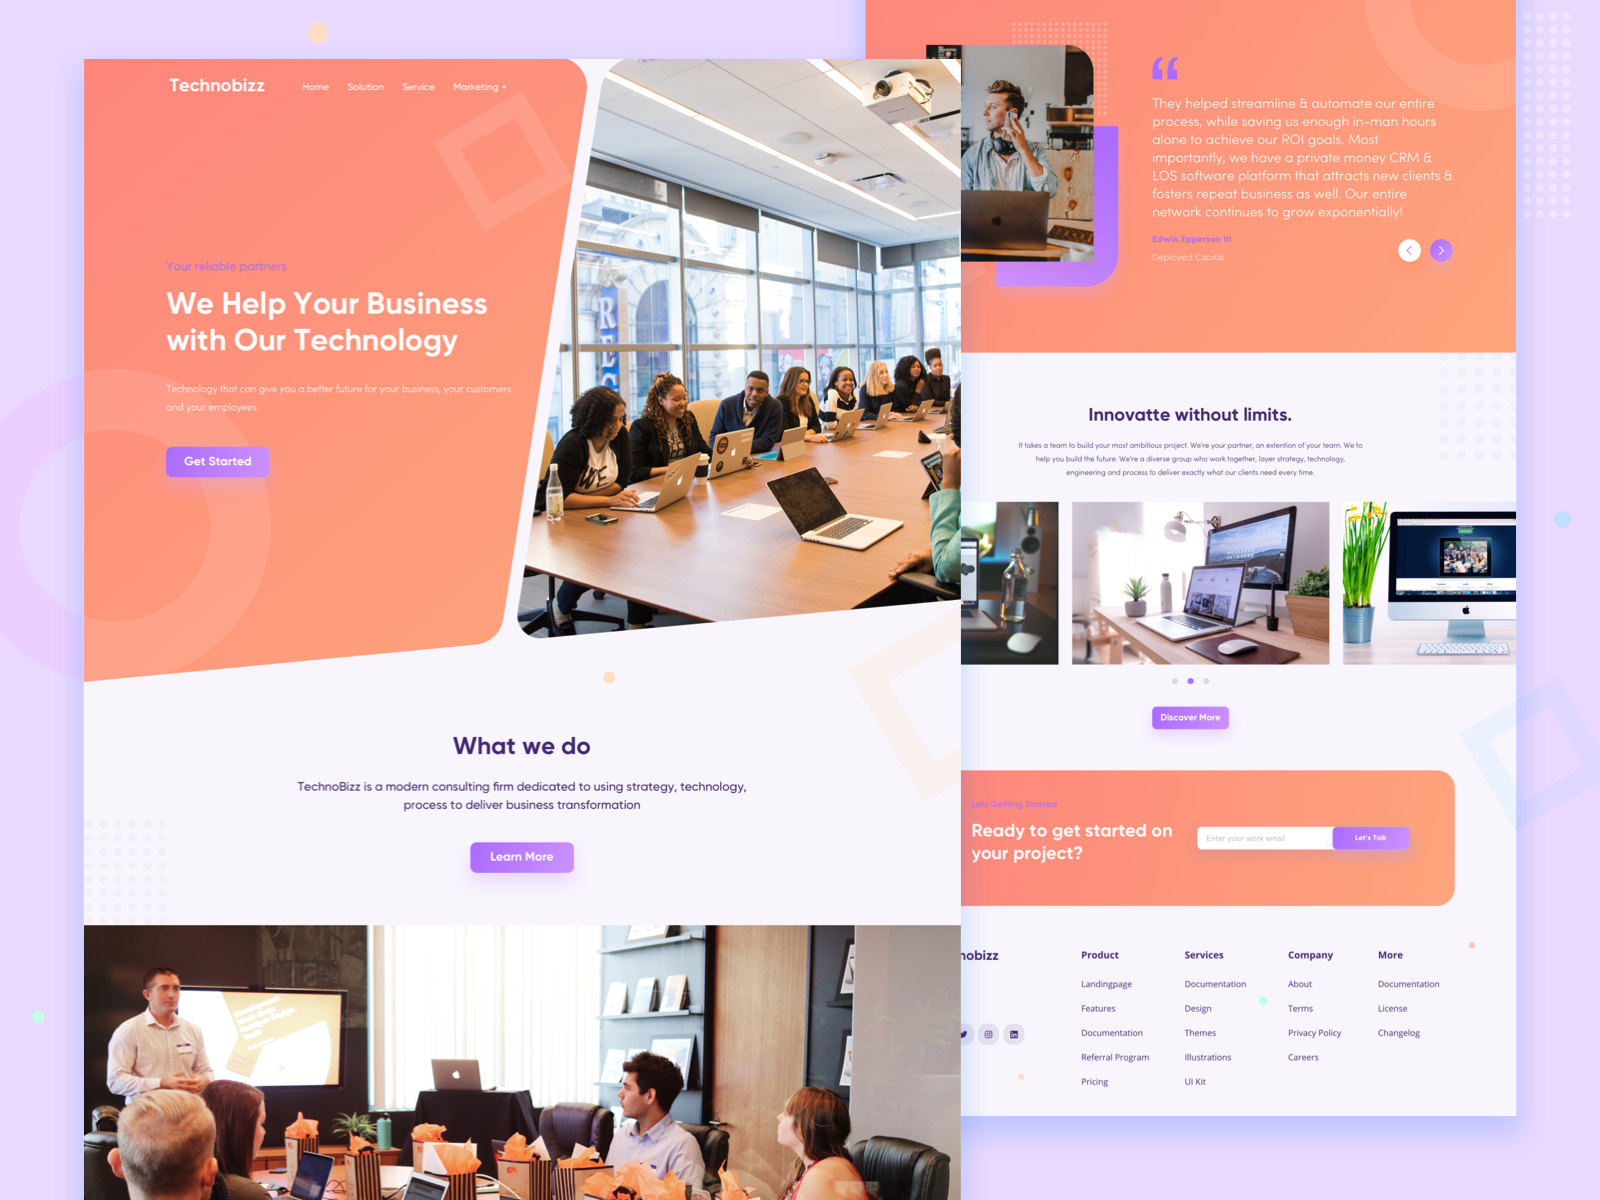 Technobizz
Home Solution Service Marketing
Your reliable partners
We Help Your Business
with Our Technology
Technology that can give you a better future for your business, your customers
and your employees.
Get Started
What we do
TechnoBizz is a modern consulting firm dedicated to using strategy, technology,
process to deliver business transformation
Learn More
They helped streamline & automate our entire
process, while saving us enough in-man hours
alone to achieve our ROI goals. Most
importantly, we have a private money CRM &
LOS software platform that attracts new clients &
fosters repeat business as well. Our entire
network continues to grow exponentially!
Edwin Epperson III
Deployed Capital
Innovatte without limits.
It takes a team to build your most ambitious project. We're your partner, an extention of your team. We to
help you build the future. We're a diverse group who work together, layer strategy, technology,
engineering and process to deliver exactly what our clients need every time.
Discover More
Lets Getting Started
Ready to get started on
your project?
Enter your work email
Let's Talk
nobizz
Product
Landingpage
Features
Documentation
Referral Program
Pricing
Services
Documentation
Design
Themes
Illustrations
UI Kit
Company
About
Terms
Privacy Policy
Careers
More
Documentation
License
Changelog